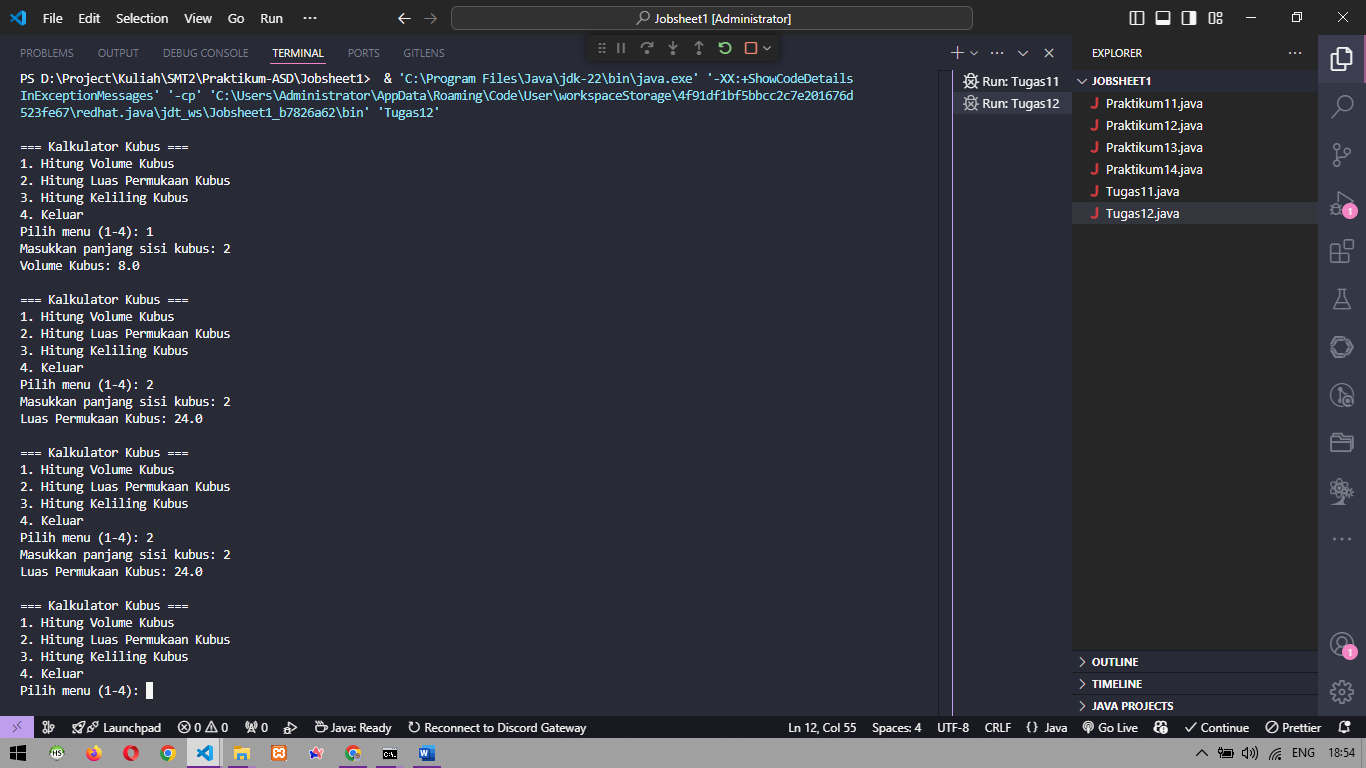 File Edit Selection View Go Run ··· Jobsheet1 [Administrator]
PROBLEMS OUTPUT DEBUG CONSOLE TERMINAL PORTS GITLENS
PS D:\Project\Kuliah\SMT2\Praktikum-ASD\Jobsheet1>  & 'C:\Program Files\Java\jdk-22\bin\java.exe' '-XX:+ShowCodeDetails
InExceptionMessages' '-cp' 'C:\Users\Administrator\AppData\Roaming\Code\User\workspaceStorage\4f91df1bf5bbcc2c7e201676d
523fe67\redhat.java\jdt_ws\Jobsheet1_b7826a62\bin' 'Tugas12'
=== Kalkulator Kubus ===
1. Hitung Volume Kubus
2. Hitung Luas Permukaan Kubus
3. Hitung Keliling Kubus
4. Keluar
Pilih menu (1-4): 1
Masukkan panjang sisi kubus: 2
Volume Kubus: 8.0
=== Kalkulator Kubus ===
1. Hitung Volume Kubus
2. Hitung Luas Permukaan Kubus
3. Hitung Keliling Kubus
4. Keluar
Pilih menu (1-4): 2
Masukkan panjang sisi kubus: 2
Luas Permukaan Kubus: 24.0
=== Kalkulator Kubus ===
1. Hitung Volume Kubus
2. Hitung Luas Permukaan Kubus
3. Hitung Keliling Kubus
4. Keluar
Pilih menu (1-4): 2
Masukkan panjang sisi kubus: 2
Luas Permukaan Kubus: 24.0
=== Kalkulator Kubus ===
1. Hitung Volume Kubus
2. Hitung Luas Permukaan Kubus
3. Hitung Keliling Kubus
4. Keluar
Pilih menu (1-4):
Run: Tugas11
Run: Tugas12
EXPLORER
JOBSHEET1
J Praktikum11.java
J Praktikum12.java
J Praktikum13.java
J Praktikum14.java
J Tugas11.java
J Tugas12.java
OUTLINE
TIMELINE
JAVA PROJECTS
1
1
Launchpad 0 0 0 Java: Ready Reconnect to Discord Gateway Ln 12, Col 55 Spaces: 4 UTF-8 CRLF {} Java Go Live Continue Prettier
HS ENG 18:54